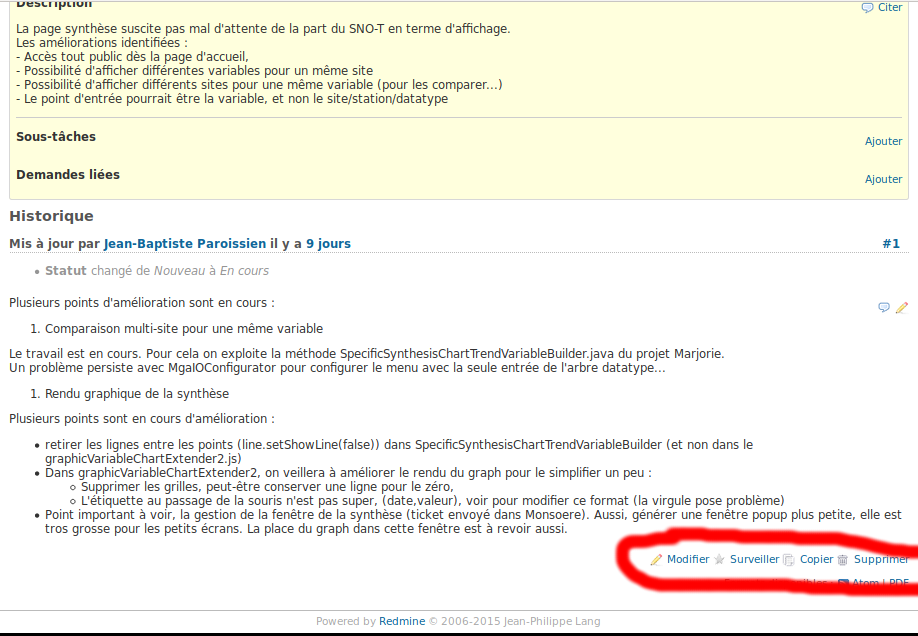 Description
Citer
La page synthèse suscite pas mal d'attente de la part du SNO-T en terme d'affichage.
Les améliorations identifiées :
- Accès tout public dès la page d'accueil,
- Possibilité d'afficher différentes variables pour un même site
- Possibilité d'afficher différents sites pour une même variable (pour les comparer...)
- Le point d'entrée pourrait être la variable, et non le site/station/datatype
Sous-tâches
Ajouter
Demandes liées
Ajouter
Historique
Mis à jour par Jean-Baptiste Paroissien il y a 9 jours #1
• Statut changé de Nouveau à En cours
Plusieurs points d'amélioration sont en cours :
1. Comparaison multi-site pour une même variable
Le travail est en cours. Pour cela on exploite la méthode SpecificSynthesisChartTrendVariableBuilder.java du projet Marjorie.
Un problème persiste avec MgaIOConfigurator pour configurer le menu avec la seule entrée de l'arbre datatype...
1. Rendu graphique de la synthèse
Plusieurs points sont en cours d'amélioration :
• retirer les lignes entre les points (line.setShowLine(false)) dans SpecificSynthesisChartTrendVariableBuilder (et non dans le
graphicVariableChartExtender2.js)
• Dans graphicVariableChartExtender2, on veillera à améliorer le rendu du graph pour le simplifier un peu :
◦ Supprimer les grilles, peut-être conserver une ligne pour le zéro,
◦ L'étiquette au passage de la souris n'est pas super, (date,valeur), voir pour modifier ce format (la virgule pose problème)
• Point important à voir, la gestion de la fenêtre de la synthèse (ticket envoyé dans Monsoere). Aussi, générer une fenêtre popup plus petite, elle est
tros grosse pour les petits écrans. La place du graph dans cette fenêtre est à revoir aussi.
Modifier Surveiller Copier Supprimer
Atom | PDF
Powered by Redmine © 2006-2015 Jean-Philippe Lang